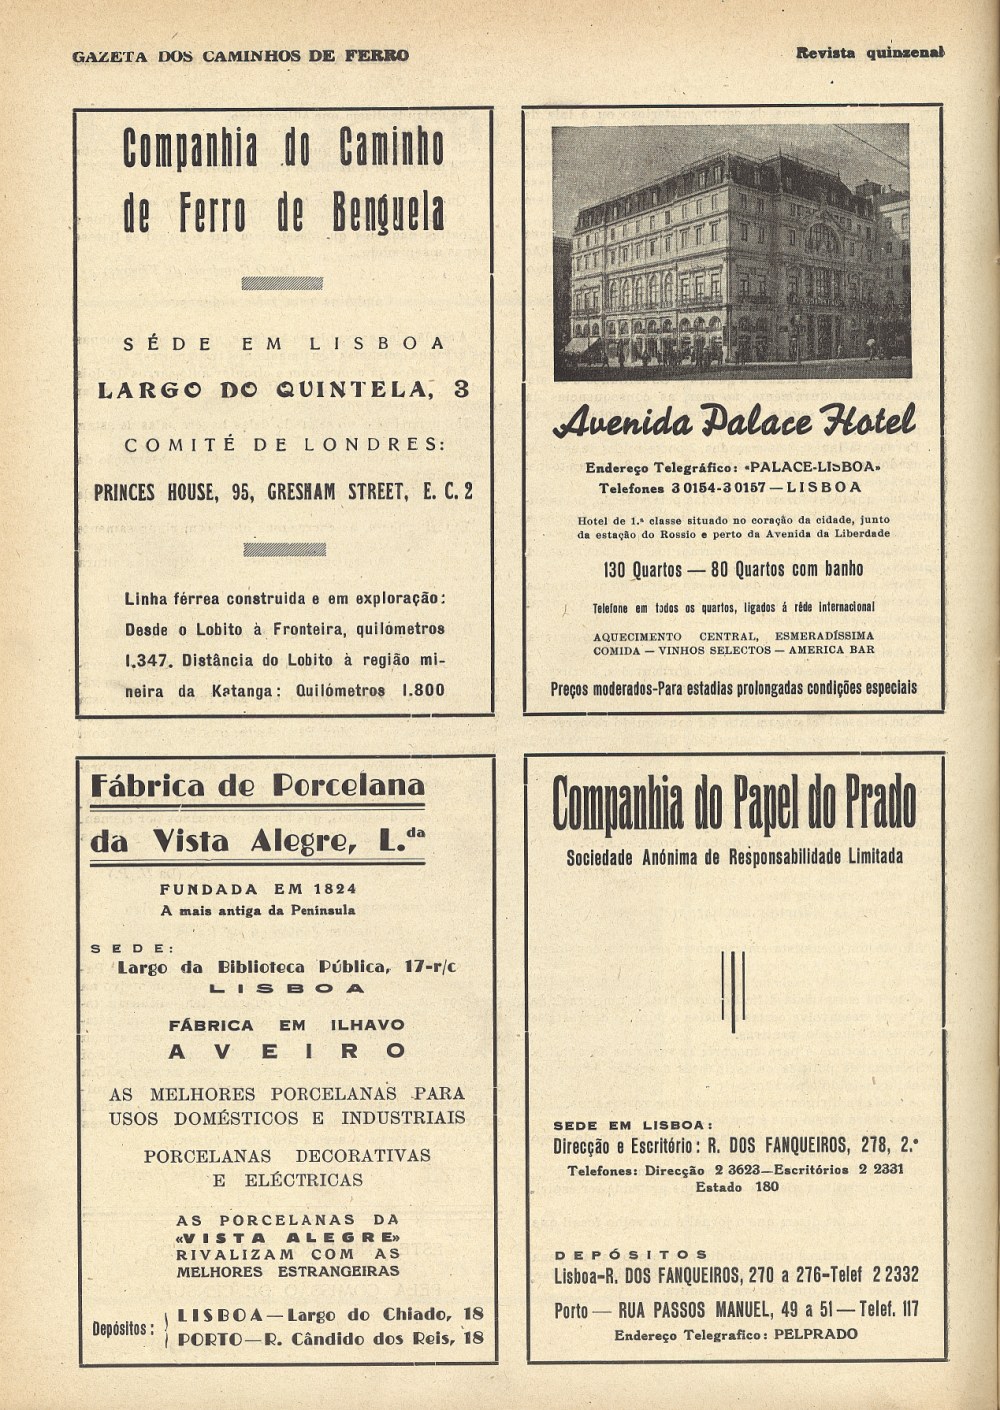 GAZETA DOS CAMINHOS DE FERRO
Revista quinzenal
Companhia do Caminho
de Ferro de Benguela
SÉDE EM LISBOA
LARGO DO QUINTELA, 3
COMITÉ DE LONDRES:
PRINCES HOUSE, 95, GRESHAM STREET, E. C. 2
Linha férrea construida e em exploração:
Desde o Lobito à Fronteira, quilómetros
1.347. Distância do Lobito à região mi-
neira da Katanga: Quilómetros 1.800
Avenida Palace Hotel
Endereço Telegráfico: «PALACE-LISBOA»
Telefones 3 0154-3 0157 — LISBOA
Hotel de 1.ª classe situado no coração da cidade, junto
da estação do Rossio e perto da Avenida da Liberdade
130 Quartos — 80 Quartos com banho
Telefone em todos os quartos, ligados á rêde internacional
AQUECIMENTO CENTRAL, ESMERADÍSSIMA
COMIDA — VINHOS SELECTOS — AMERICA BAR
Preços moderados-Para estadias prolongadas condições especiais
Fábrica de Porcelana
da Vista Alegre, L.da
FUNDADA EM 1824
A mais antiga da Península
SEDE:
Largo da Biblioteca Pública, 17-r/c
LISBOA
FÁBRICA EM ILHAVO
AVEIRO
AS MELHORES PORCELANAS PARA
USOS DOMÉSTICOS E INDUSTRIAIS
PORCELANAS DECORATIVAS
E ELÉCTRICAS
AS PORCELANAS DA
«VISTA ALEGRE»
RIVALIZAM COM AS
MELHORES ESTRANGEIRAS
Depósitos: LISBOA — Largo do Chiado, 18
PORTO — R. Cândido dos Reis, 18
Companhia do Papel do Prado
Sociedade Anónima de Responsabilidade Limitada
SEDE EM LISBOA:
Direcção e Escritório: R. DOS FANQUEIROS, 278, 2.º
Telefones: Direcção 2 3623—Escritórios 2 2331
Estado 180
DEPÓSITOS
Lisboa-R. DOS FANQUEIROS, 270 a 276-Telef 2 2332
Porto — RUA PASSOS MANUEL, 49 a 51 — Telef. 117
Endereço Telegrafico: PELPRADO